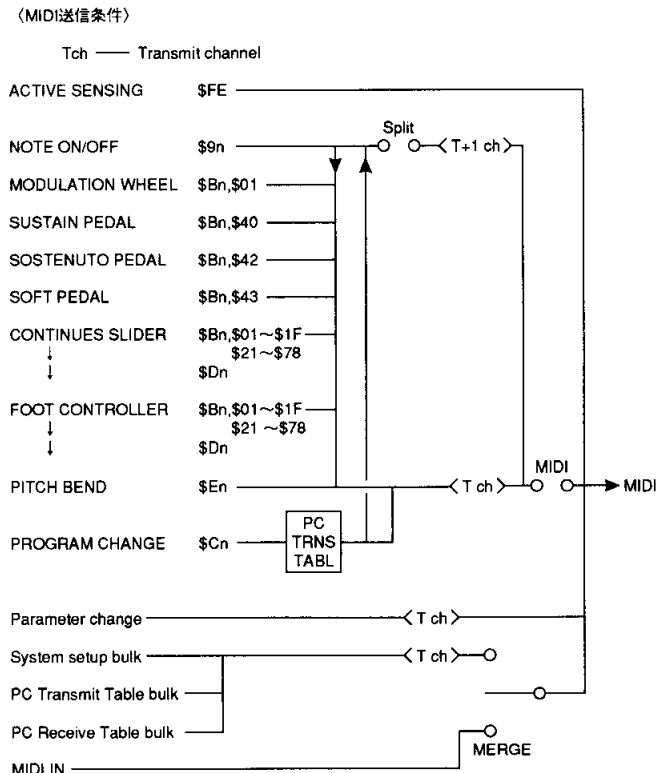 〈MIDI送信条件〉
Tch —— Transmit channel
ACTIVE SENSING $FE
NOTE ON/OFF $9n Split < T+1 ch >
MODULATION WHEEL $Bn,$01
SUSTAIN PEDAL $Bn,$40
SOSTENUTO PEDAL $Bn,$42
SOFT PEDAL $Bn,$43
CONTINUES SLIDER $Bn,$01～$1F
↓ $21～$78
↓ $Dn
FOOT CONTROLLER $Bn,$01～$1F
↓ $21～$78
↓ $Dn
PITCH BEND $En < T ch > MIDI MIDI
PROGRAM CHANGE $Cn PC
TRNS
TABL
Parameter change < T ch >
System setup bulk < T ch >
PC Transmit Table bulk
PC Receive Table bulk
MERGE
MIDI IN